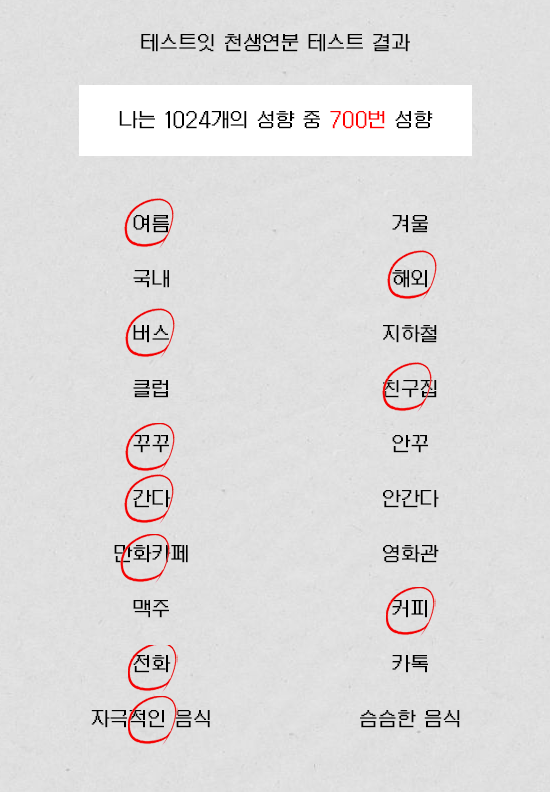 테스트잇 천생연분 테스트 결과
나는 1024개의 성향 중 700번 성향
여름 겨울
국내 해외
버스 지하철
클럽 친구집
꾸꾸 안꾸
간다 안간다
만화카페 영화관
맥주 커피
전화 카톡
자극적인 음식 슴슴한 음식